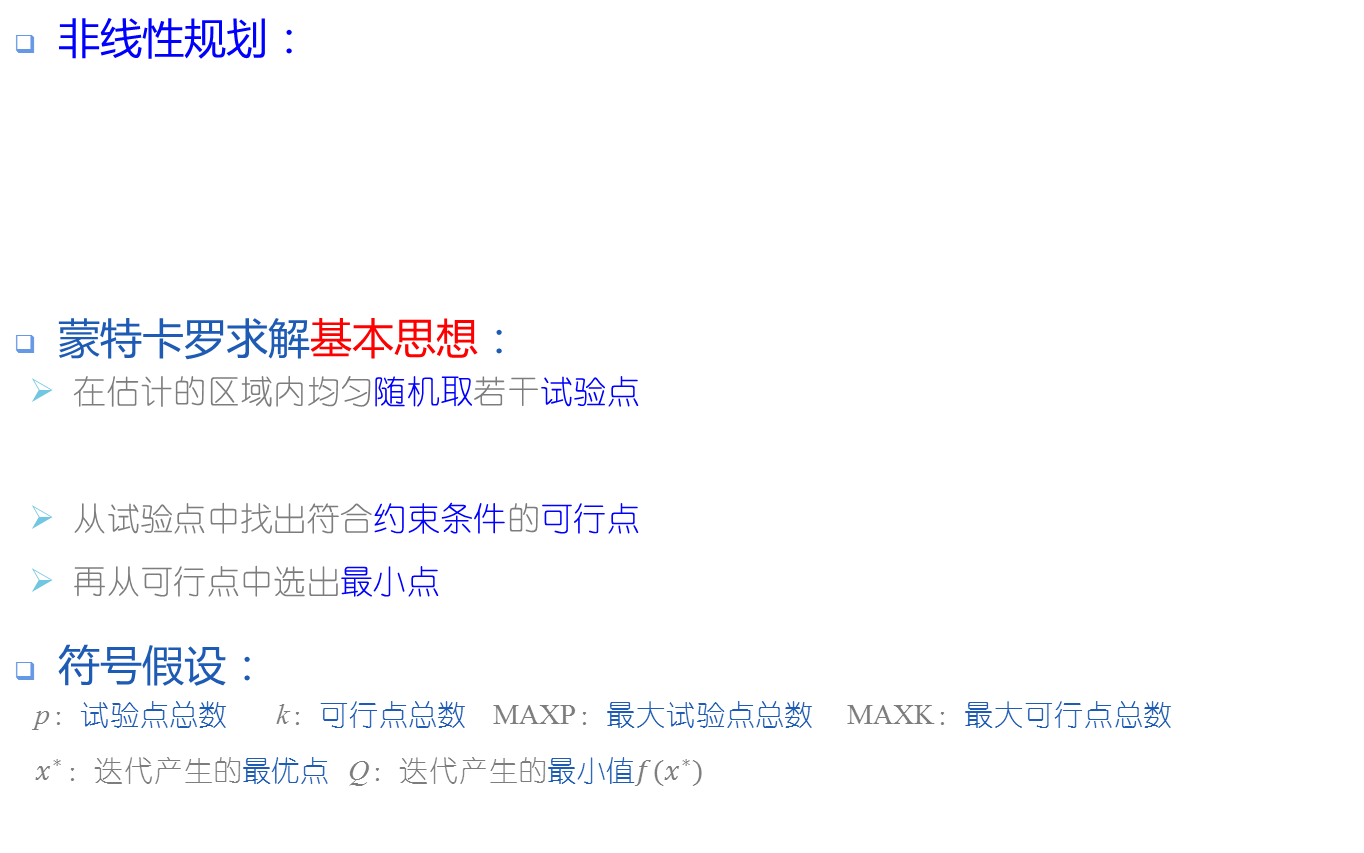 非线性规划：
蒙特卡罗求解基本思想：
在估计的区域内均匀随机取若干试验点
从试验点中找出符合约束条件的可行点
再从可行点中选出最小点
符号假设：
p：试验点总数 k：可行点总数 MAXP：最大试验点总数 MAXK：最大可行点总数
x*：迭代产生的最优点 Q：迭代产生的最小值f(x*)